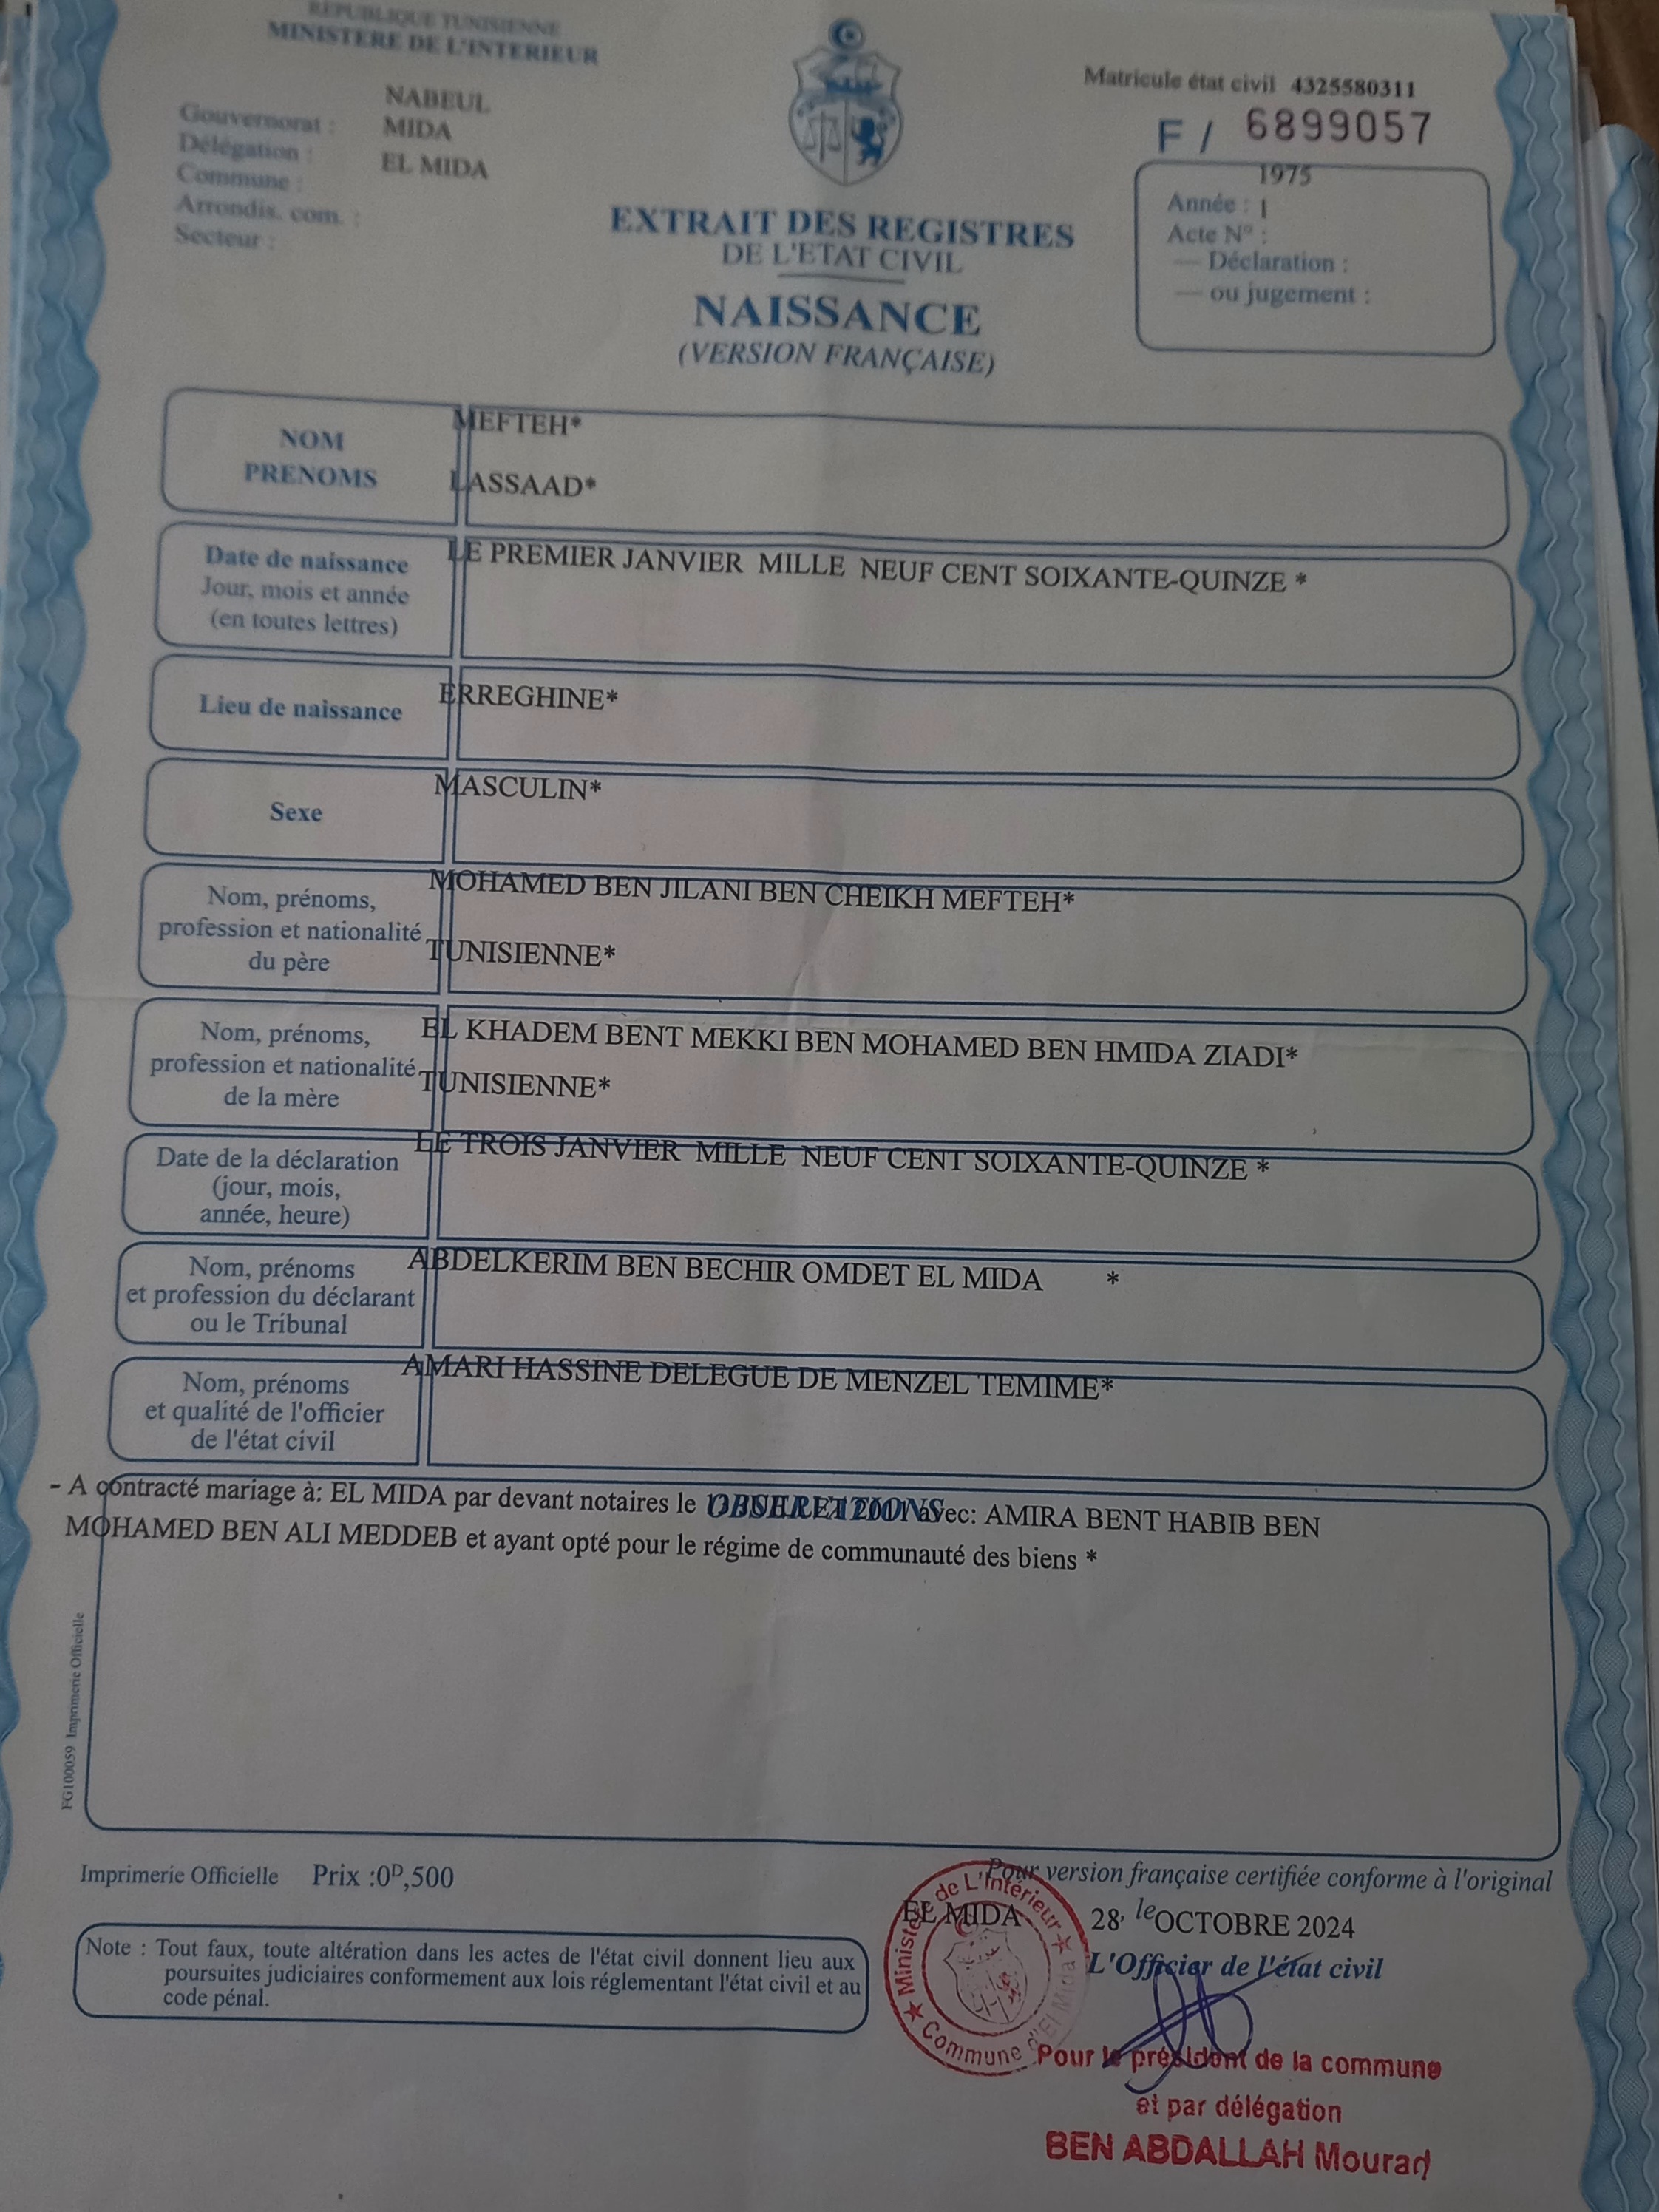 REPUBLIQUE TUNISIENNE
MINISTERE DE L'INTERIEUR
Gouvernorat : NABEUL
Délégation : MIDA
Commune : EL MIDA
Arrondis. com. :
Secteur :
Matricule état civil 4325580311
F / 6899057
1975
Année : 1
Acte N° :
— Déclaration :
— ou jugement :
EXTRAIT DES REGISTRES
DE L'ETAT CIVIL
NAISSANCE
(VERSION FRANÇAISE)
NOM
PRENOMS
MEFTEH*
LASSAAD*
Date de naissance
Jour, mois et année
(en toutes lettres)
LE PREMIER JANVIER MILLE NEUF CENT SOIXANTE-QUINZE *
Lieu de naissance
ERREGHINE*
Sexe
MASCULIN*
Nom, prénoms,
profession et nationalité
du père
MOHAMED BEN JILANI BEN CHEIKH MEFTEH*
TUNISIENNE*
Nom, prénoms,
profession et nationalité
de la mère
EL KHADEM BENT MEKKI BEN MOHAMED BEN HMIDA ZIADI*
TUNISIENNE*
Date de la déclaration
(jour, mois,
année, heure)
LE TROIS JANVIER MILLE NEUF CENT SOIXANTE-QUINZE *
Nom, prénoms
et profession du déclarant
ou le Tribunal
ABDELKERIM BEN BECHIR OMDET EL MIDA *
Nom, prénoms
et qualité de l'officier
de l'état civil
AMARI HASSINE DELEGUE DE MENZEL TEMIME*
OBSERVATIONS
- A contracté mariage à: EL MIDA par devant notaires le JUILLET 2011 avec: AMIRA BENT HABIB BEN
MOHAMED BEN ALI MEDDEB et ayant opté pour le régime de communauté des biens *
FG100059 Imprimerie Officielle
Imprimerie Officielle Prix :0ᴰ,500
Pour version française certifiée conforme à l'original
EL MIDA 28, le OCTOBRE 2024
L'Officier de l'état civil
Note : Tout faux, toute altération dans les actes de l'état civil donnent lieu aux
poursuites judiciaires conformement aux lois réglementant l'état civil et au
code pénal.
Ministère de L'Intérieur
Commune d'El Mida
Pour le président de la commune
et par délégation
BEN ABDALLAH Mourad